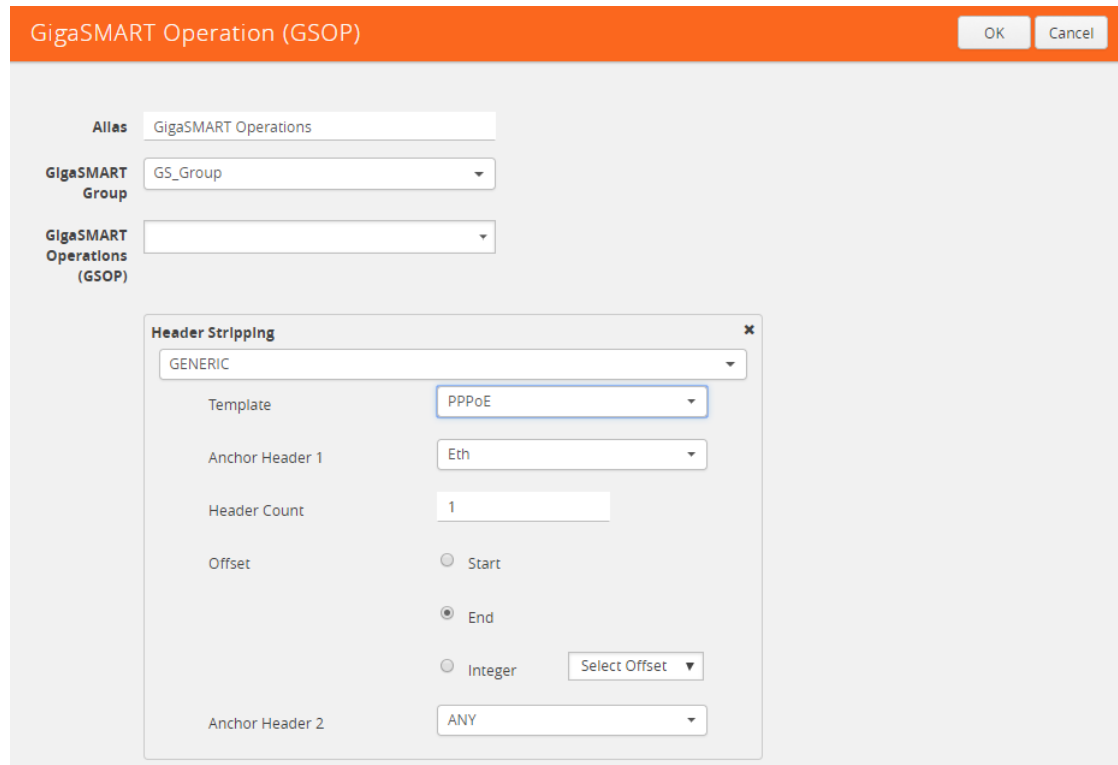 GigaSMART Operation (GSOP)
OK
Cancel
Alias
GigaSMART Operations
GigaSMART
Group
GS_Group
GigaSMART
Operations
(GSOP)
Header Stripping
✖
GENERIC
Template
PPPoE
Anchor Header 1
Eth
Header Count
1
Offset
Start
End
Integer
Select Offset
Anchor Header 2
ANY